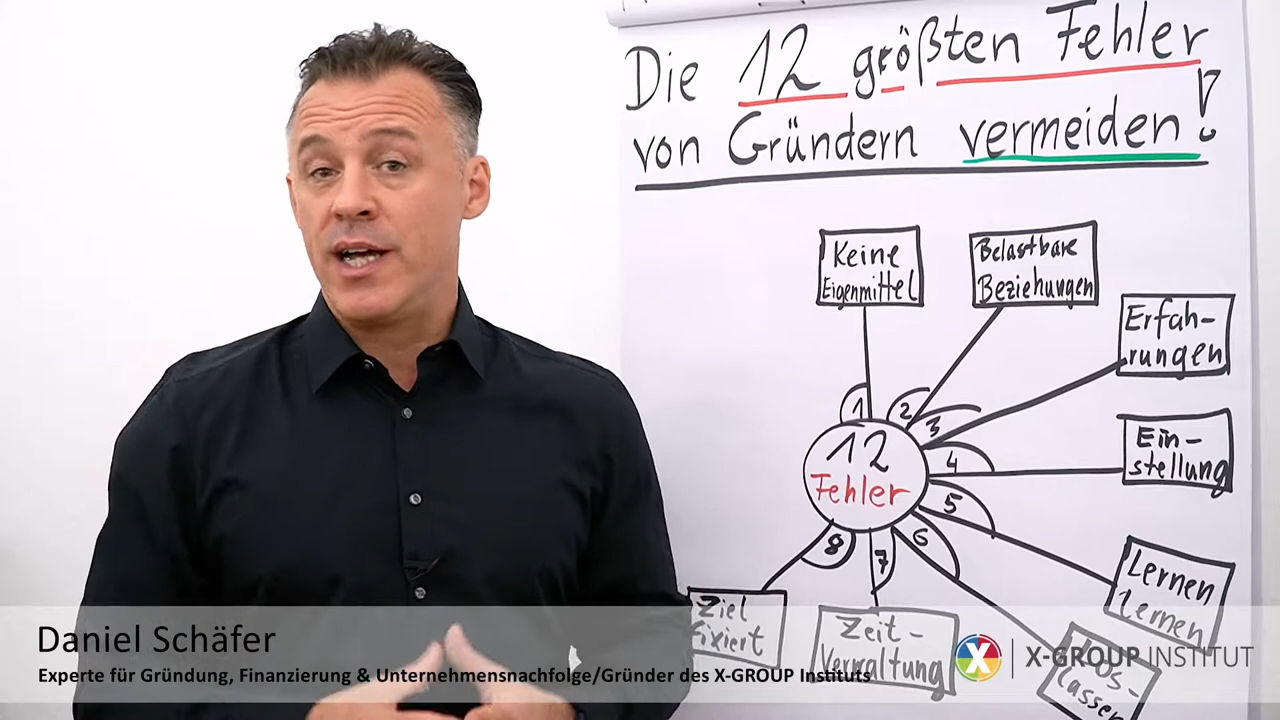 Die 12 größten Fehler
von Gründern vermeiden!
Keine
Eigenmittel
Belastbare
Beziehungen
Erfah-
rungen
Ein-
stellung
Lernen
Lernen
Los-
lassen
Zeit-
Verwaltung
Ziel
fixiert
1
2
3
4
5
6
7
8
12
Fehler
Daniel Schäfer
Experte für Gründung, Finanzierung & Unternehmensnachfolge/Gründer des X-GROUP Instituts
X
X-GROUP INSTITUT